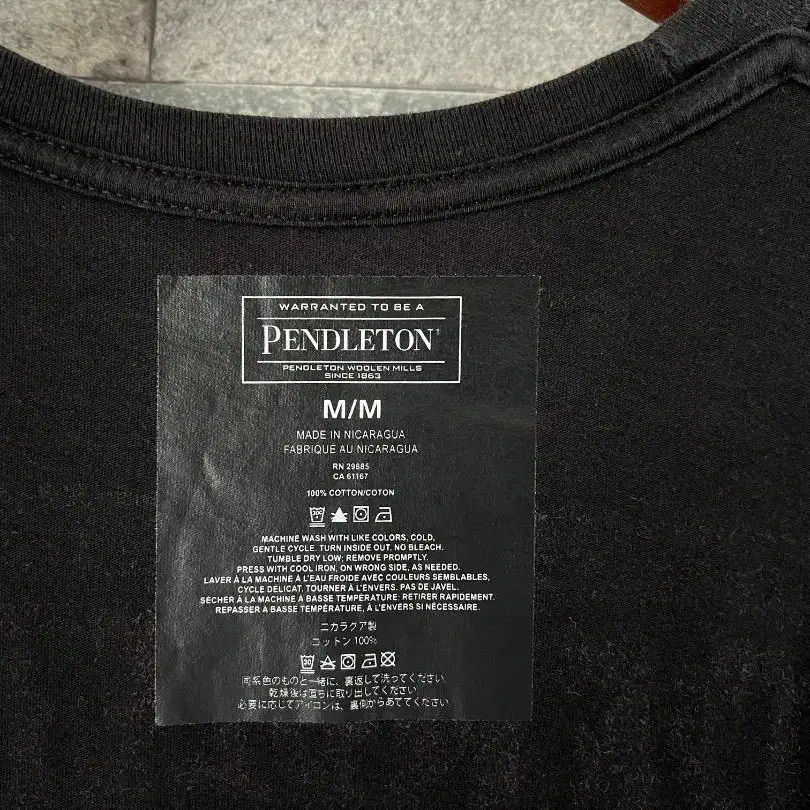 WARRANTED TO BE A
PENDLETON®
PENDLETON WOOLEN MILLS
SINCE 1863
M/M
MADE IN NICARAGUA
FABRIQUE AU NICARAGUA
RN 29685
CA 61167
100% COTTON/COTON
MACHINE WASH WITH LIKE COLORS, COLD,
GENTLE CYCLE. TURN INSIDE OUT. NO BLEACH.
TUMBLE DRY LOW; REMOVE PROMPTLY.
PRESS WITH COOL IRON, ON WRONG SIDE, AS NEEDED.
LAVER À LA MACHINE À L'EAU FROIDE AVEC COULEURS SEMBLABLES,
CYCLE DELICAT. TOURNER À L'ENVERS. PAS DE JAVEL.
SÉCHER À LA MACHINE À BASSE TEMPÉRATURE; RETIRER RAPIDEMENT.
REPASSER À BASSE TEMPÉRATURE, À L'ENVERS SI NÉCESSAIRE.
ニカラグア製
コットン 100%
同系色のものと一緒に、裏返して洗ってください
乾燥後は直ちに取り出してください
必要に応じてアイロンは、裏側からあててください